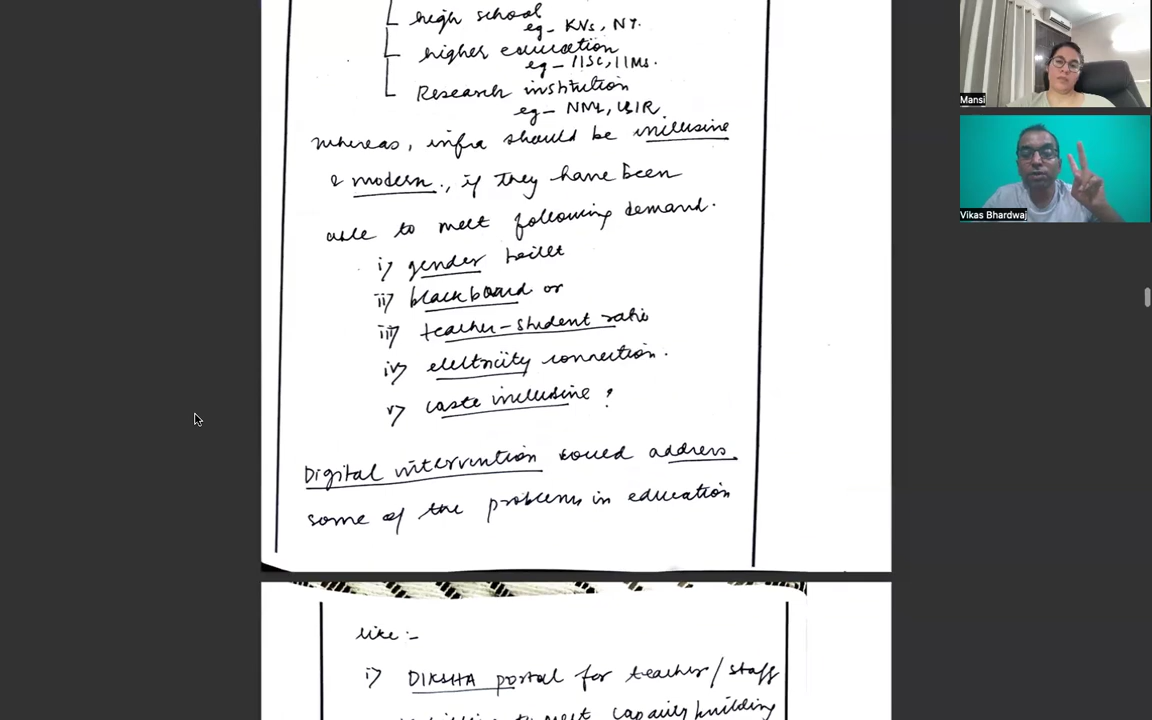 high school
eg- KVs, NV.
higher education
eg - IISC, IIMs.
Research institution
eg- NML, CSIR.
whereas, infra should be inclusive
& modern., if they have been
able to meet following demand.
i) gender toilet
ii) blackboard or
iii) teacher-student ratio
iv) electricity connection.
v) caste inclusive ?
Digital intervention could address
some of the problems in education
like :-
i) DIKSHA portal for teacher/staff
to meet capacity building
Mansi
Vikas Bhardwaj